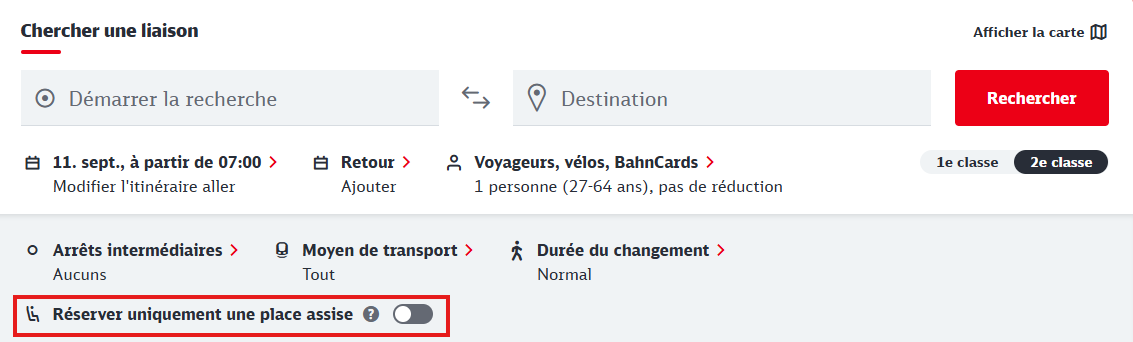 Chercher une liaison
Afficher la carte
Démarrer la recherche
Destination
Rechercher
11. sept., à partir de 07:00
Retour
Voyageurs, vélos, BahnCards
1e classe
2e classe
Modifier l'itinéraire aller
Ajouter
1 personne (27-64 ans), pas de réduction
Arrêts intermédiaires
Moyen de transport
Durée du changement
Aucuns
Tout
Normal
Réserver uniquement une place assise ?